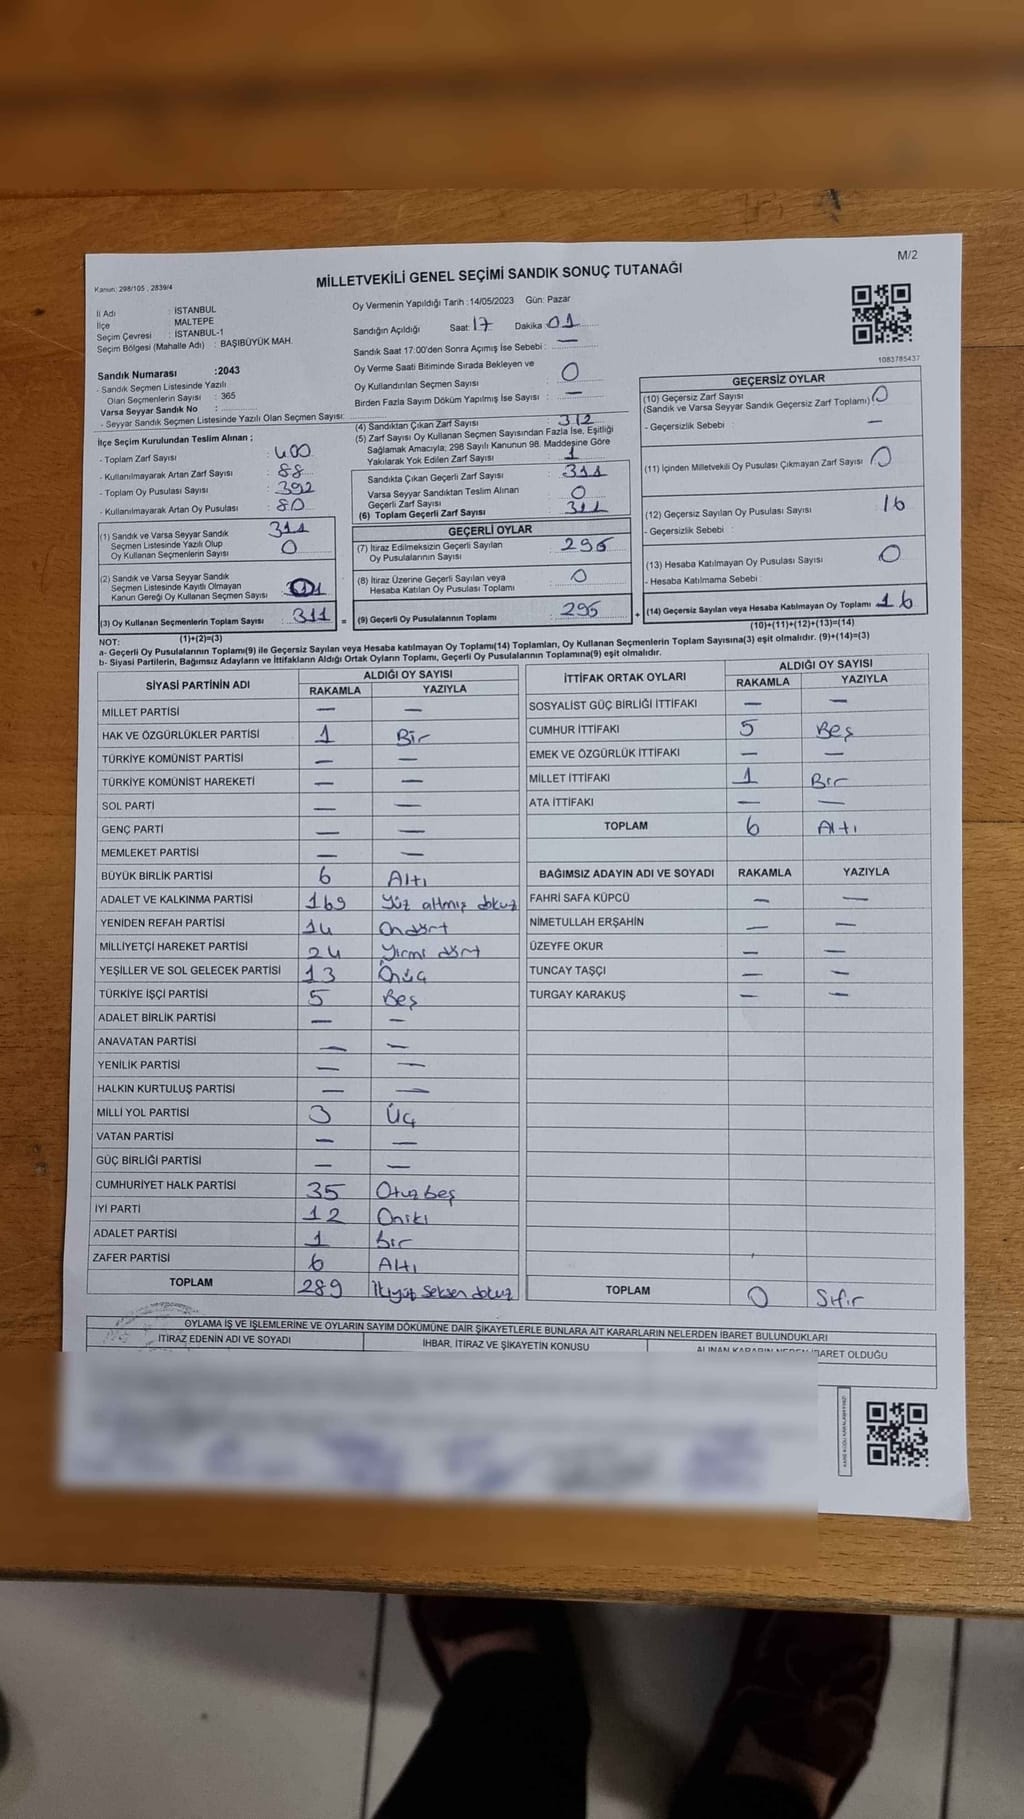 M/2
MİLLETVEKİLİ GENEL SEÇİMİ SANDIK SONUÇ TUTANAĞI
Kanun: 298/105 , 2839/4
İl Adı : İSTANBUL
İlçe : MALTEPE
Seçim Çevresi : İSTANBUL-1
Seçim Bölgesi (Mahalle Adı) : BAŞIBÜYÜK MAH.
Sandık Numarası :2043
- Sandık Seçmen Listesinde Yazılı
Olan Seçmenlerin Sayısı : 365
Varsa Seyyar Sandık No :
- Seyyar Sandık Seçmen Listesinde Yazılı Olan Seçmen Sayısı:
İlçe Seçim Kurulundan Teslim Alınan ;
- Toplam Zarf Sayısı : 400
- Kullanılmayarak Artan Zarf Sayısı : 88
- Toplam Oy Pusulası Sayısı : 392
- Kullanılmayarak Artan Oy Pusulası : 80
(1) Sandık ve Varsa Seyyar Sandık 311
Seçmen Listesinde Yazılı Olup
Oy Kullanan Seçmenlerin Sayısı 0
(2) Sandık ve Varsa Seyyar Sandık
Seçmen Listesinde Kayıtlı Olmayan
Kanun Gereği Oy Kullanan Seçmen Sayısı :
(3) Oy Kullanan Seçmenlerin Toplam Sayısı : 311 =
(1)+(2)=(3)
Oy Vermenin Yapıldığı Tarih :14/05/2023 Gün: Pazar
Sandığın Açıldığı Saat: 17 Dakika : 01
Sandık Saat 17:00'den Sonra Açılmış İse Sebebi : —
Oy Verme Saati Bitiminde Sırada Bekleyen ve
Oy Kullandırılan Seçmen Sayısı : 0
Birden Fazla Sayım Döküm Yapılmış İse Sayısı : —
(4) Sandıktan Çıkan Zarf Sayısı : 312
(5) Zarf Sayısı Oy Kullanan Seçmen Sayısından Fazla İse, Eşitliği
Sağlamak Amacıyla; 298 Sayılı Kanunun 98. Maddesine Göre
Yakılarak Yok Edilen Zarf Sayısı : 1
Sandıkta Çıkan Geçerli Zarf Sayısı : 311
Varsa Seyyar Sandıktan Teslim Alınan
Geçerli Zarf Sayısı : 0
(6) Toplam Geçerli Zarf Sayısı : 311
GEÇERLİ OYLAR
(7) İtiraz Edilmeksizin Geçerli Sayılan
Oy Pusulalarının Sayısı : 295
(8) İtiraz Üzerine Geçerli Sayılan veya
Hesaba Katılan Oy Pusulası Toplamı : 0
(9) Geçerli Oy Pusulalarının Toplamı : 295 +
1083785437
GEÇERSİZ OYLAR
(10) Geçersiz Zarf Sayısı
(Sandık ve Varsa Seyyar Sandık Geçersiz Zarf Toplamı) 0
- Geçersizlik Sebebi : —
(11) İçinden Milletvekili Oy Pusulası Çıkmayan Zarf Sayısı : 0
(12) Geçersiz Sayılan Oy Pusulası Sayısı : 16
- Geçersizlik Sebebi :
(13) Hesaba Katılmayan Oy Pusulası Sayısı : 0
- Hesaba Katılmama Sebebi :
(14) Geçersiz Sayılan veya Hesaba Katılmayan Oy Toplamı : 16
(10)+(11)+(12)+(13)=(14)
NOT:
a- Geçerli Oy Pusulalarının Toplamı(9) ile Geçersiz Sayılan veya Hesaba katılmayan Oy Toplamı(14) Toplamları, Oy Kullanan Seçmenlerin Toplam Sayısına(3) eşit olmalıdır. (9)+(14)=(3)
b- Siyasi Partilerin, Bağımsız Adayların ve İttifakların Aldığı Ortak Oyların Toplamı, Geçerli Oy Pusulalarının Toplamına(9) eşit olmalıdır.
SİYASİ PARTİNİN ADI ALDIĞI OY SAYISI
RAKAMLA YAZIYLA
MİLLET PARTİSİ — —
HAK VE ÖZGÜRLÜKLER PARTİSİ 1 Bir
TÜRKİYE KOMÜNİST PARTİSİ — —
TÜRKİYE KOMÜNİST HAREKETİ — —
SOL PARTİ — —
GENÇ PARTİ — —
MEMLEKET PARTİSİ — —
BÜYÜK BİRLİK PARTİSİ 6 Altı
ADALET VE KALKINMA PARTİSİ 169 Yüz altmış dokuz
YENİDEN REFAH PARTİSİ 14 Ondört
MİLLİYETÇİ HAREKET PARTİSİ 24 Yirmi dört
YEŞİLLER VE SOL GELECEK PARTİSİ 13 Onüç
TÜRKİYE İŞÇİ PARTİSİ 5 Beş
ADALET BİRLİK PARTİSİ — —
ANAVATAN PARTİSİ — —
YENİLİK PARTİSİ — —
HALKIN KURTULUŞ PARTİSİ — —
MİLLİ YOL PARTİSİ 3 Üç
VATAN PARTİSİ — —
GÜÇ BİRLİĞİ PARTİSİ — —
CUMHURİYET HALK PARTİSİ 35 Otuz beş
İYİ PARTİ 12 Oniki
ADALET PARTİSİ 1 Bir
ZAFER PARTİSİ 6 Altı
TOPLAM 289 İkiyüz Seksen dokuz
İTTİFAK ORTAK OYLARI ALDIĞI OY SAYISI
RAKAMLA YAZIYLA
SOSYALİST GÜÇ BİRLİĞİ İTTİFAKI — —
CUMHUR İTTİFAKI 5 Beş
EMEK VE ÖZGÜRLÜK İTTİFAKI — —
MİLLET İTTİFAKI 1 Bir
ATA İTTİFAKI — —
TOPLAM 6 Altı
BAĞIMSIZ ADAYIN ADI VE SOYADI RAKAMLA YAZIYLA
FAHRİ SAFA KÜPCÜ — —
NİMETULLAH ERŞAHİN — —
ÜZEYFE OKUR — —
TUNCAY TAŞÇI — —
TURGAY KARAKUŞ — —
TOPLAM 0 Sıfır
OYLAMA İŞ VE İŞLEMLERİNE VE OYLARIN SAYIM DÖKÜMÜNE DAİR ŞİKAYETLERLE BUNLARA AİT KARARLARIN NELERDEN İBARET BULUNDUKLARI
İTİRAZ EDENİN ADI VE SOYADI İHBAR, İTİRAZ VE ŞİKAYETİN KONUSU ALINAN KARARIN NEDEN İBARET OLDUĞU